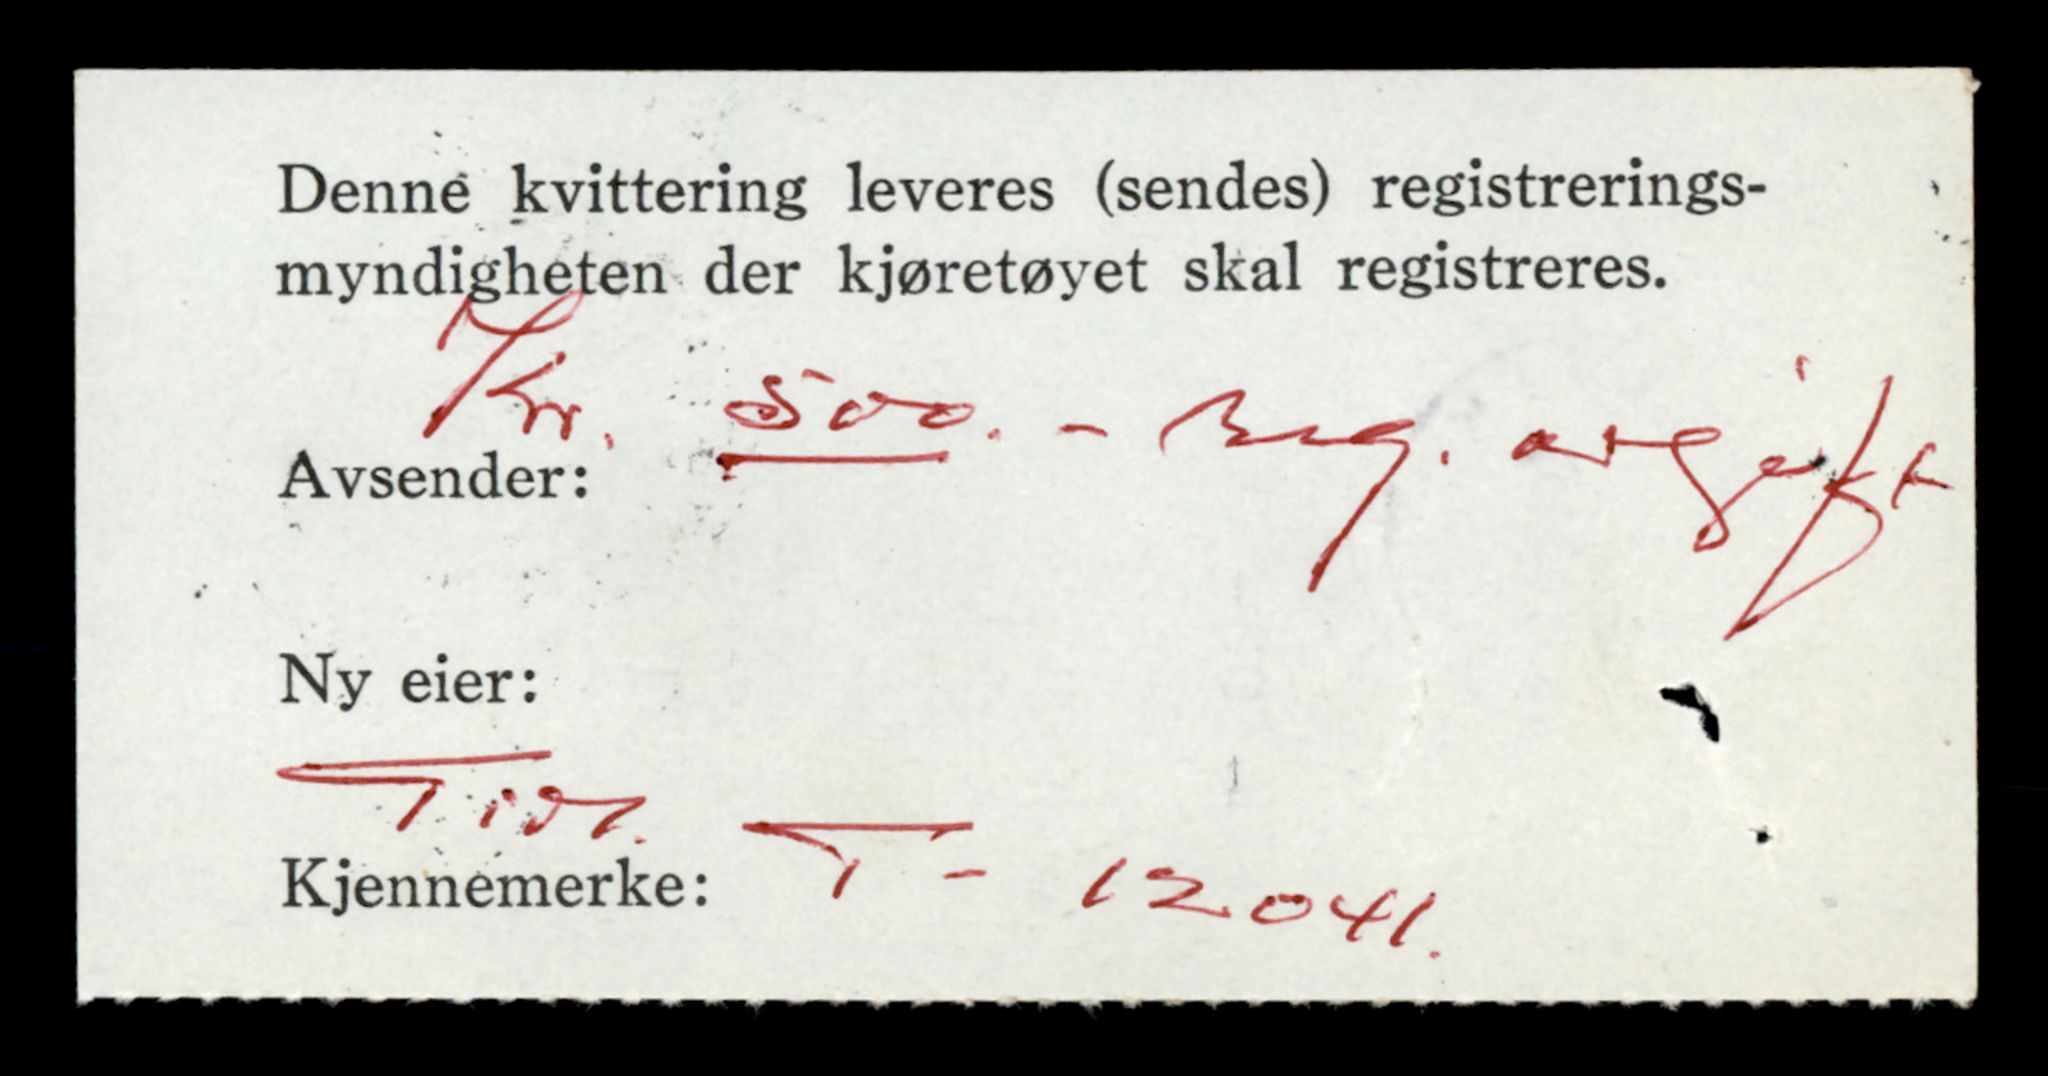 Denne kvittering leveres (sendes) registrerings-
myndigheten der kjøretøyet skal registreres.
Kr. 500.- Reg. avgift
Avsender:
Ny eier:
Tidl. T- 12041.
Kjennemerke: